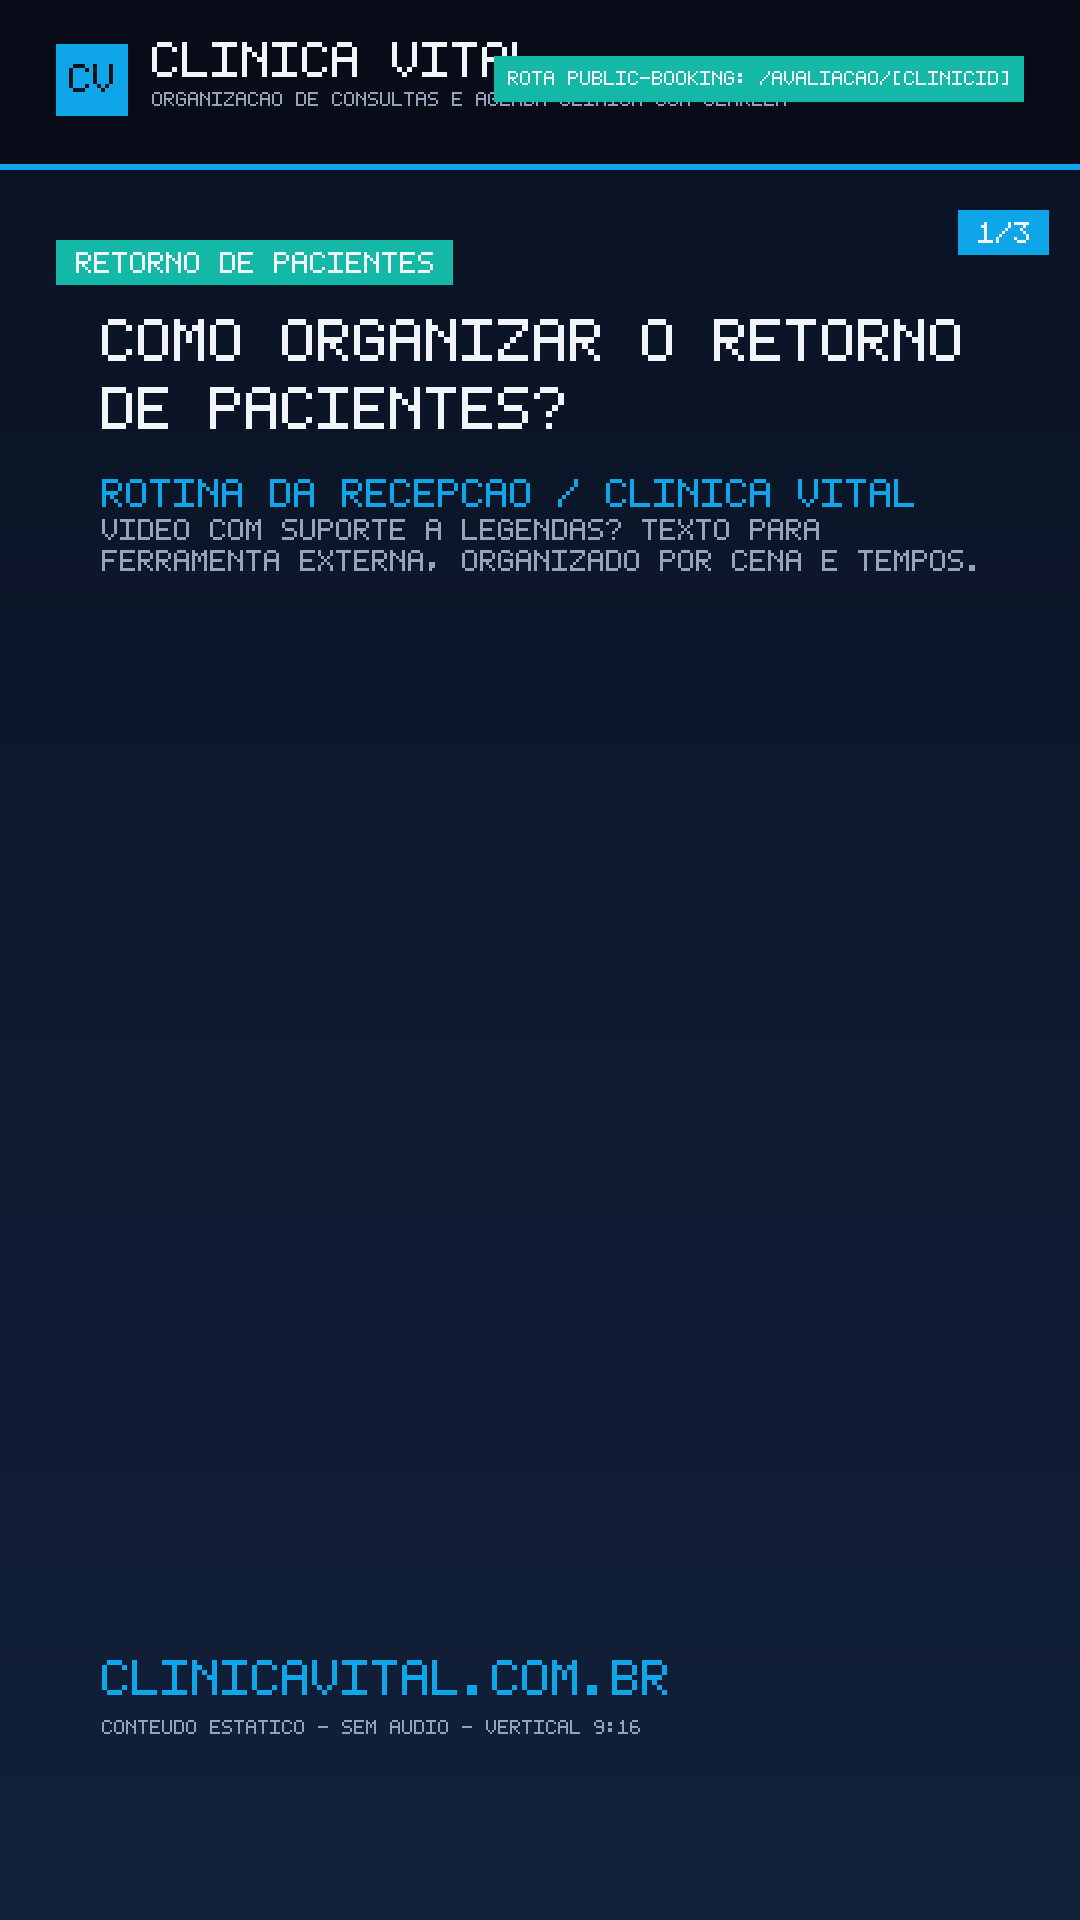 CV
CLINICA VITAL
ROTA PUBLIC-BOOKING: /AVALIACAO/[CLINICID]
ORGANIZACAO DE CONSULTAS E
1/3
RETORNO DE PACIENTES
COMO ORGANIZAR O RETORNO
DE PACIENTES?
ROTINA DA RECEPCAO / CLINICA VITAL
VIDEO COM SUPORTE A LEGENDAS? TEXTO PARA
FERRAMENTA EXTERNA, ORGANIZADO POR CENA E TEMPOS.
CLINICAVITAL.COM.BR
CONTEUDO ESTATICO - SEM AUDIO - VERTICAL 9:16